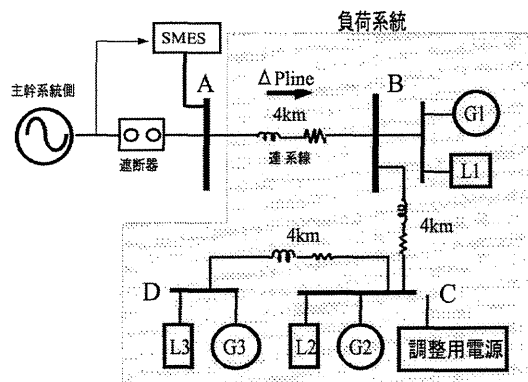 負荷系統
SMES
A
ΔPline
B
主幹系統側
4km
G1
遮断器
連系線
L1
4km
4km
D
C
L3
G3
L2
G2
調整用電源